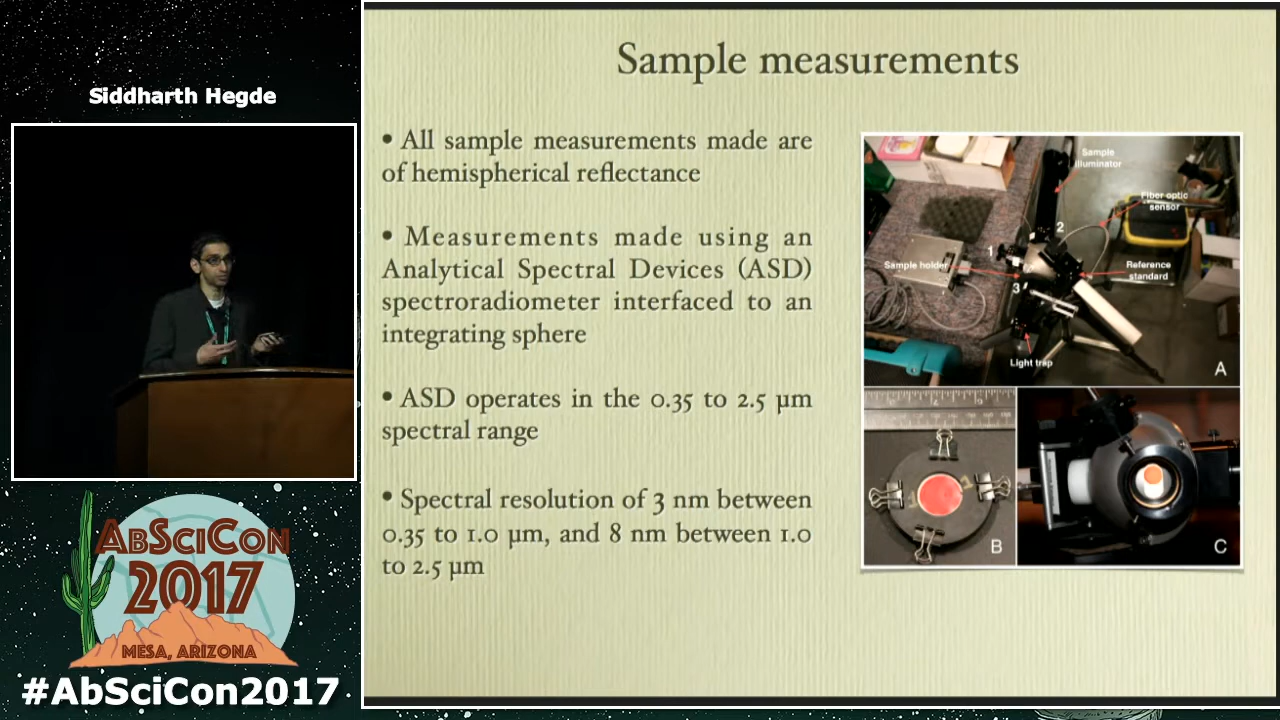 Siddharth Hegde
ABSCICON
2017
MESA, ARIZONA
#AbSciCon2017
Sample measurements
• All sample measurements made are
of hemispherical reflectance
• Measurements made using an
Analytical Spectral Devices (ASD)
spectroradiometer interfaced to an
integrating sphere
• ASD operates in the 0.35 to 2.5 µm
spectral range
• Spectral resolution of 3 nm between
0.35 to 1.0 µm, and 8 nm between 1.0
to 2.5 µm
Sample
illuminator
Fiber optic
sensor
2
1
Sample holder
Reference
standard
3
Light trap
A
B
C